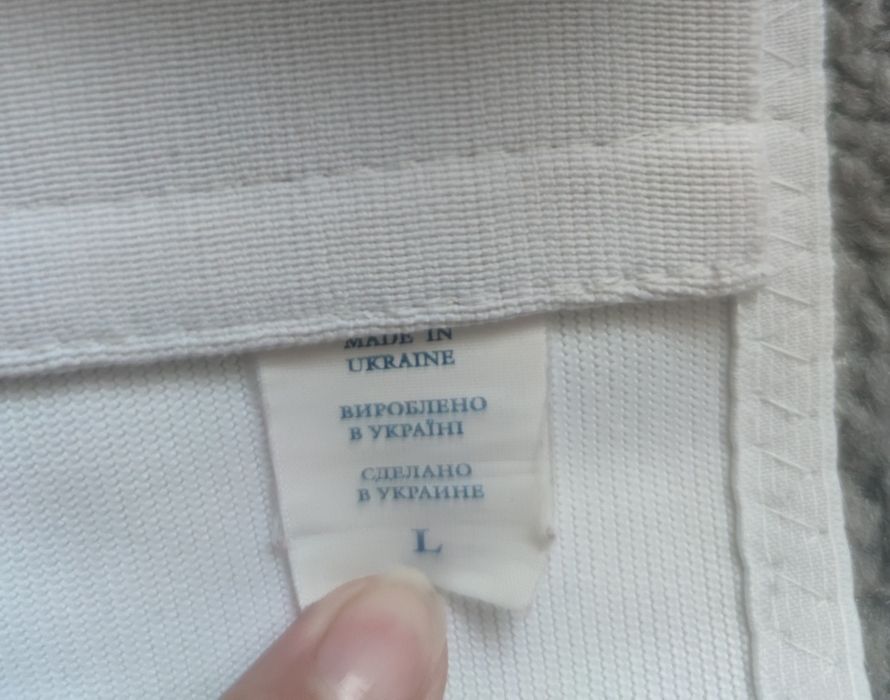 MADE IN
UKRAINE
ВИРОБЛЕНО
В УКРАЇНІ
СДЕЛАНО
В УКРАИНЕ
L